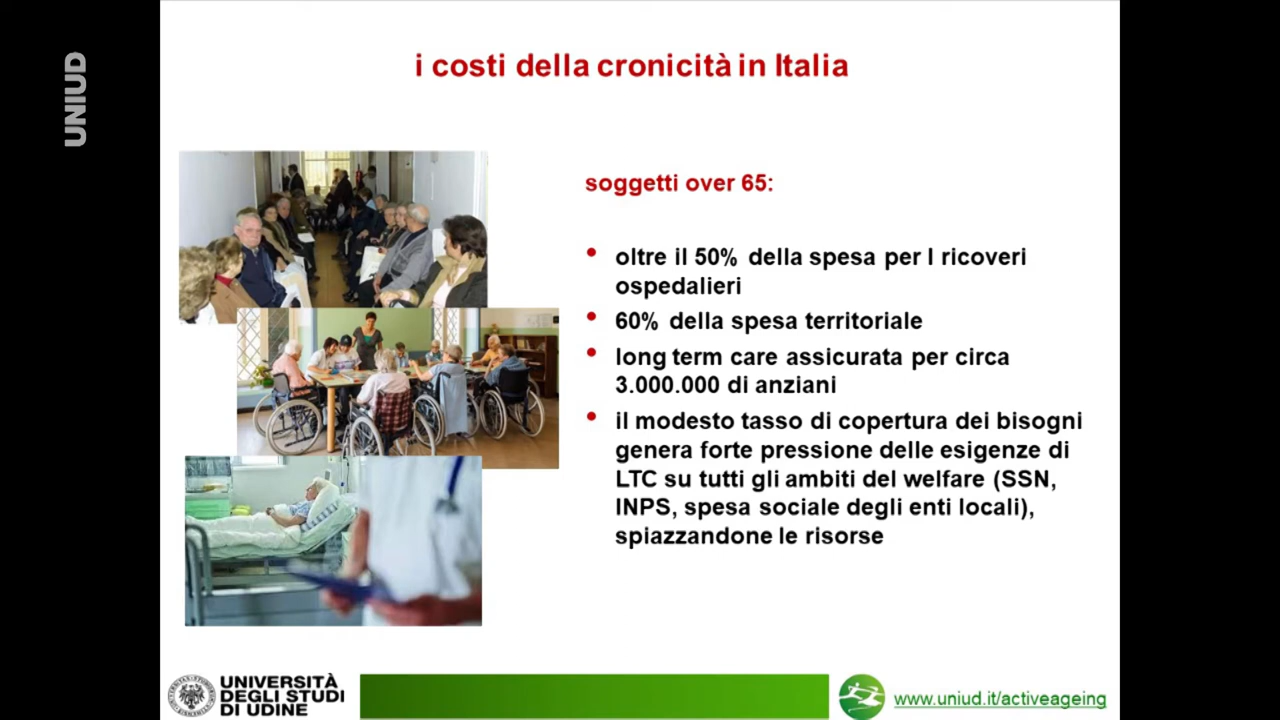 UNIUD
i costi della cronicità in Italia
soggetti over 65:
• oltre il 50% della spesa per I ricoveri
ospedalieri
• 60% della spesa territoriale
• long term care assicurata per circa
3.000.000 di anziani
• il modesto tasso di copertura dei bisogni
genera forte pressione delle esigenze di
LTC su tutti gli ambiti del welfare (SSN,
INPS, spesa sociale degli enti locali),
spiazzandone le risorse
UNIVERSITÀ
DEGLI STUDI
DI UDINE
www.uniud.it/activeageing